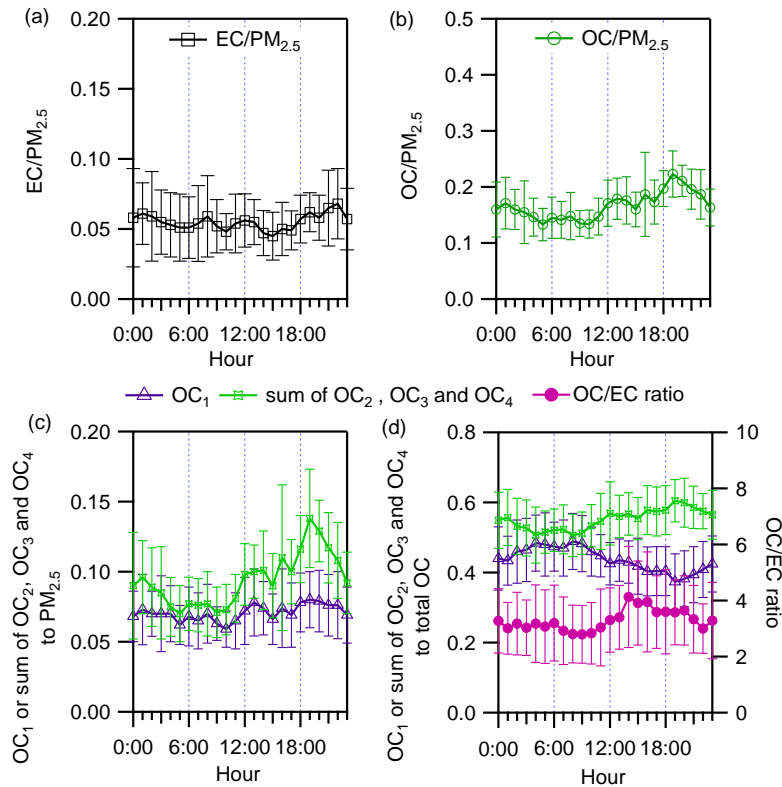 (a)
EC/PM2.5
0.20
0.15
0.10
0.05
0.00
EC/PM2.5
0:00 6:00 12:00 18:00
Hour
(b)
OC/PM2.5
0.5
0.4
0.3
0.2
0.1
0.0
OC/PM2.5
0:00 6:00 12:00 18:00
Hour
OC1 sum of OC2 , OC3 and OC4 OC/EC ratio
(c)
0.20
0.15
0.10
0.05
0.00
OC1 or sum of OC2, OC3 and OC4
to PM2.5
0:00 6:00 12:00 18:00
Hour
(d)
0.8
0.6
0.4
0.2
0.0
OC1 or sum of OC2, OC3 and OC4
to total OC
10
8
6
4
2
0
OC/EC ratio
0:00 6:00 12:00 18:00
Hour